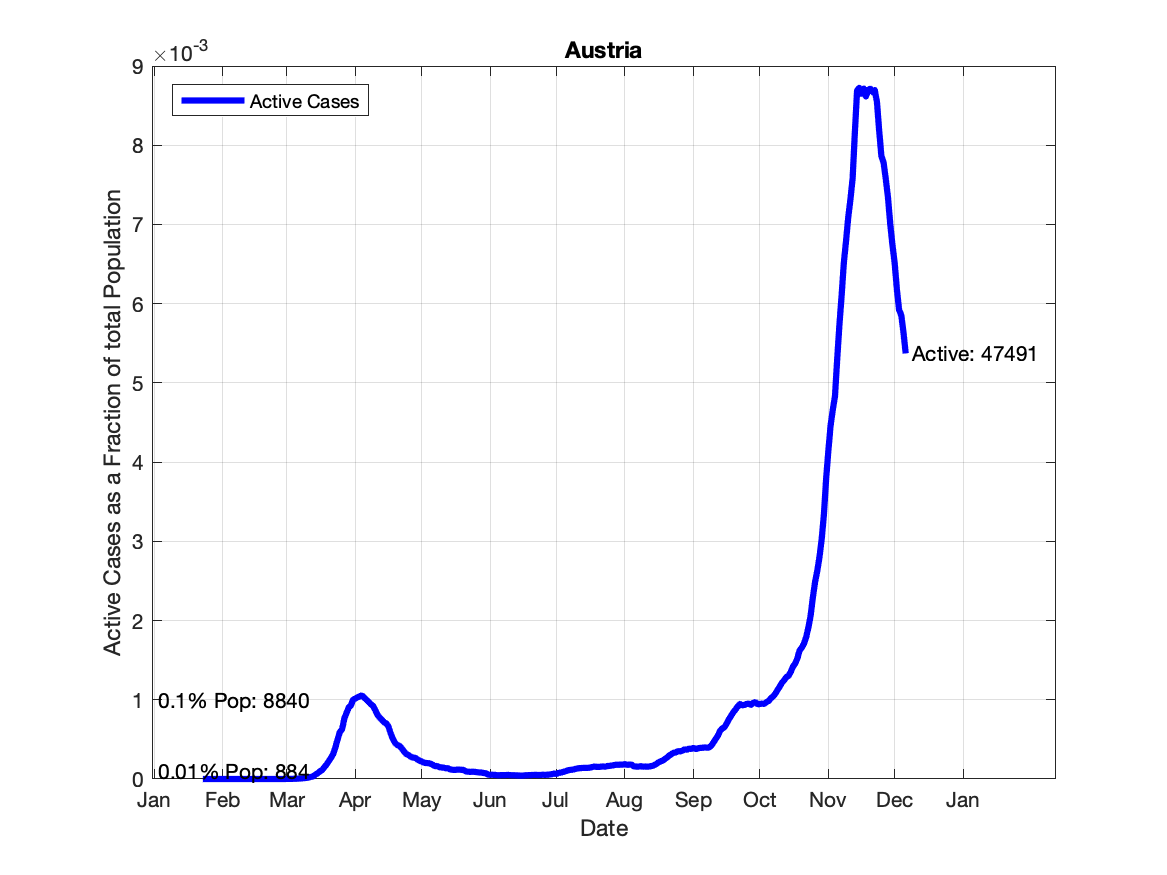 Austria
×10-3
Active Cases
9
8
7
6
5
4
3
2
1
0
Active Cases as a Fraction of total Population
Active: 47491
0.1% Pop: 8840
0.01% Pop: 884
Jan Feb Mar Apr May Jun Jul Aug Sep Oct Nov Dec Jan
Date